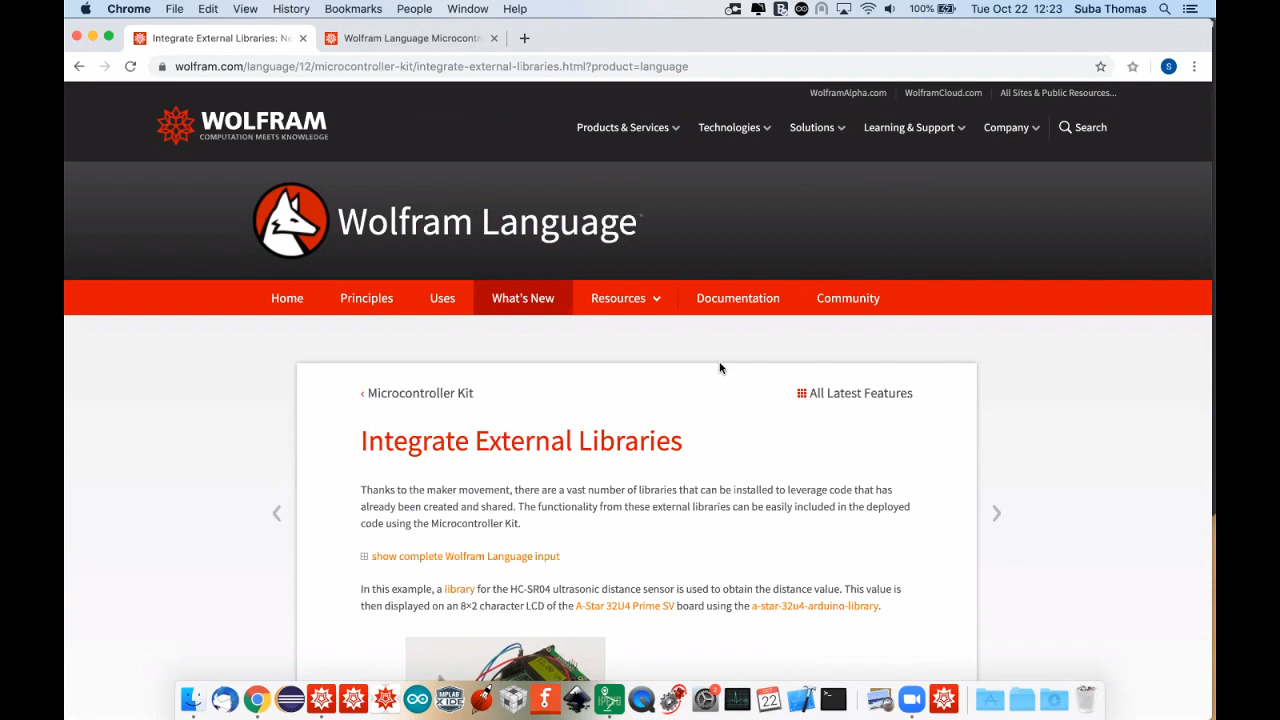 Chrome File Edit View History Bookmarks People Window Help 100% Tue Oct 22 12:23 Suba Thomas
Integrate External Libraries: Ne
Wolfram Language Microcontr
wolfram.com/language/12/microcontroller-kit/integrate-external-libraries.html?product=language
S
WolframAlpha.com WolframCloud.com All Sites & Public Resources...
WOLFRAM
COMPUTATION MEETS KNOWLEDGE
Products & Services Technologies Solutions Learning & Support Company Search
Wolfram Language
Home Principles Uses What's New Resources Documentation Community
‹ Microcontroller Kit All Latest Features
Integrate External Libraries
Thanks to the maker movement, there are a vast number of libraries that can be installed to leverage code that has
already been created and shared. The functionality from these external libraries can be easily included in the deployed
code using the Microcontroller Kit.
show complete Wolfram Language input
In this example, a library for the HC-SR04 ultrasonic distance sensor is used to obtain the distance value. This value is
then displayed on an 8×2 character LCD of the A-Star 32U4 Prime SV board using the a-star-32u4-arduino-library.